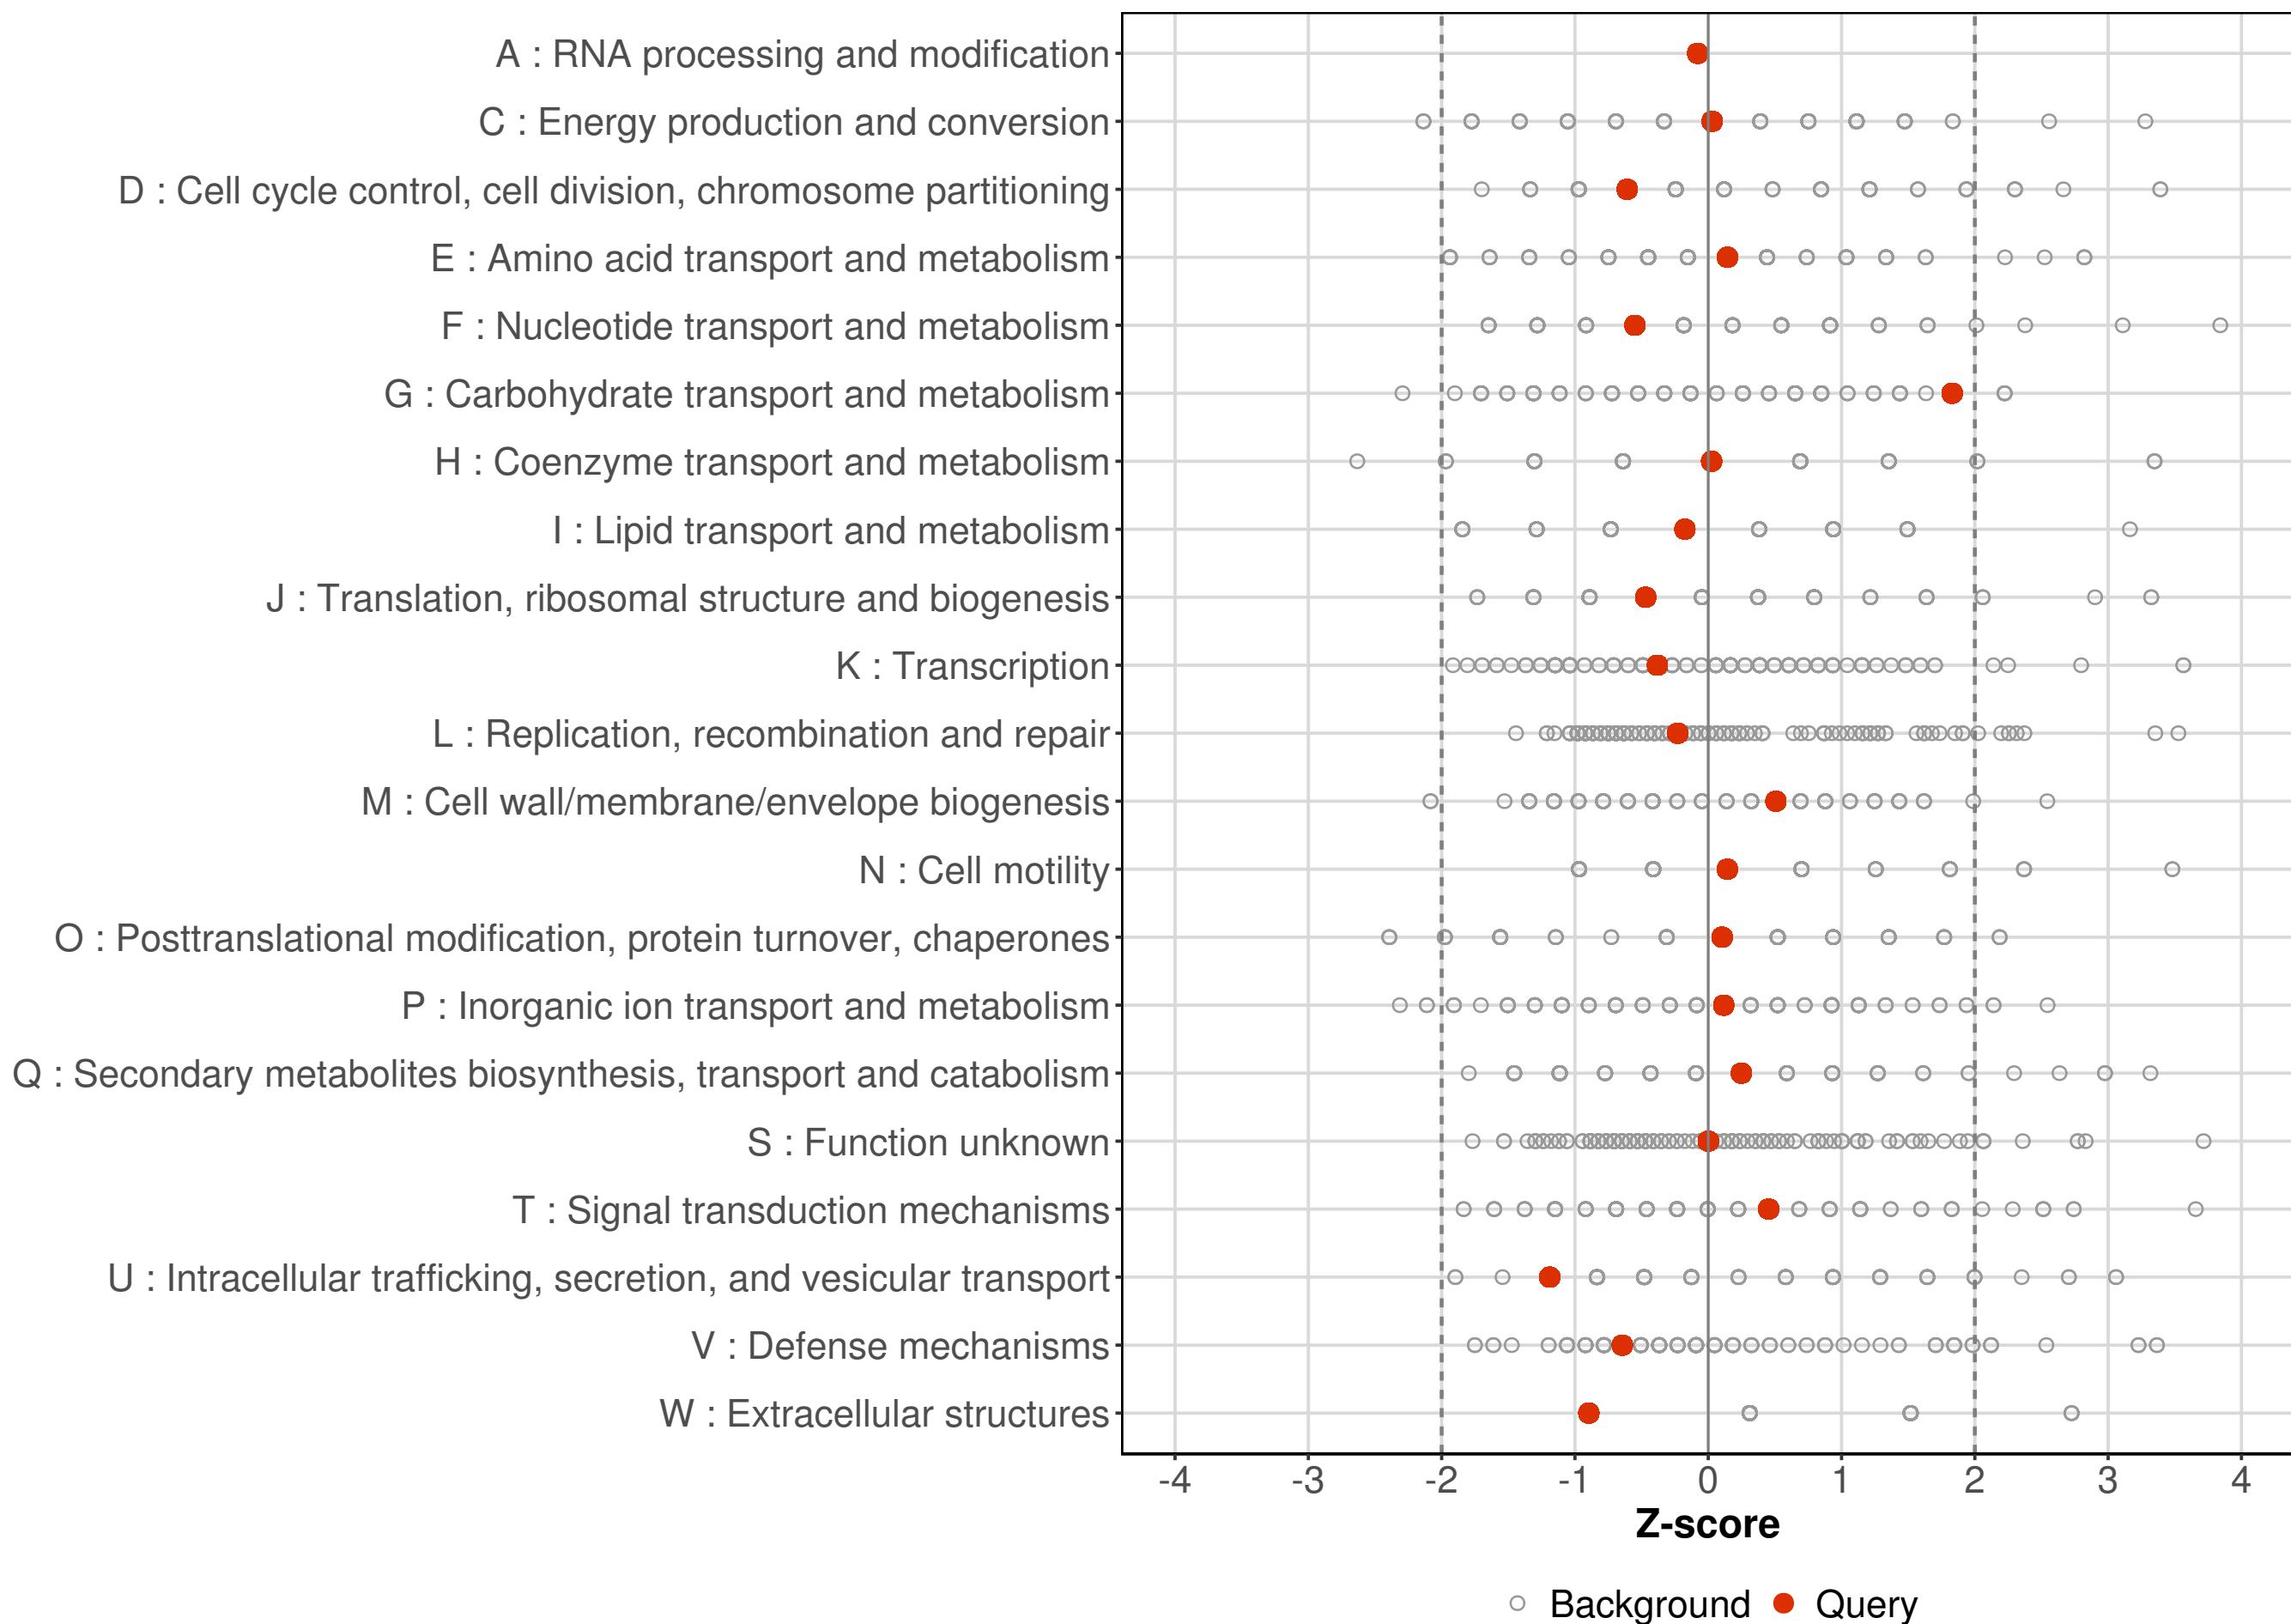 A : RNA processing and modification
C : Energy production and conversion
D : Cell cycle control, cell division, chromosome partitioning
E : Amino acid transport and metabolism
F : Nucleotide transport and metabolism
G : Carbohydrate transport and metabolism
H : Coenzyme transport and metabolism
I : Lipid transport and metabolism
J : Translation, ribosomal structure and biogenesis
K : Transcription
L : Replication, recombination and repair
M : Cell wall/membrane/envelope biogenesis
N : Cell motility
O : Posttranslational modification, protein turnover, chaperones
P : Inorganic ion transport and metabolism
Q : Secondary metabolites biosynthesis, transport and catabolism
S : Function unknown
T : Signal transduction mechanisms
U : Intracellular trafficking, secretion, and vesicular transport
V : Defense mechanisms
W : Extracellular structures
-4 -3 -2 -1 0 1 2 3 4
Z-score
Background Query